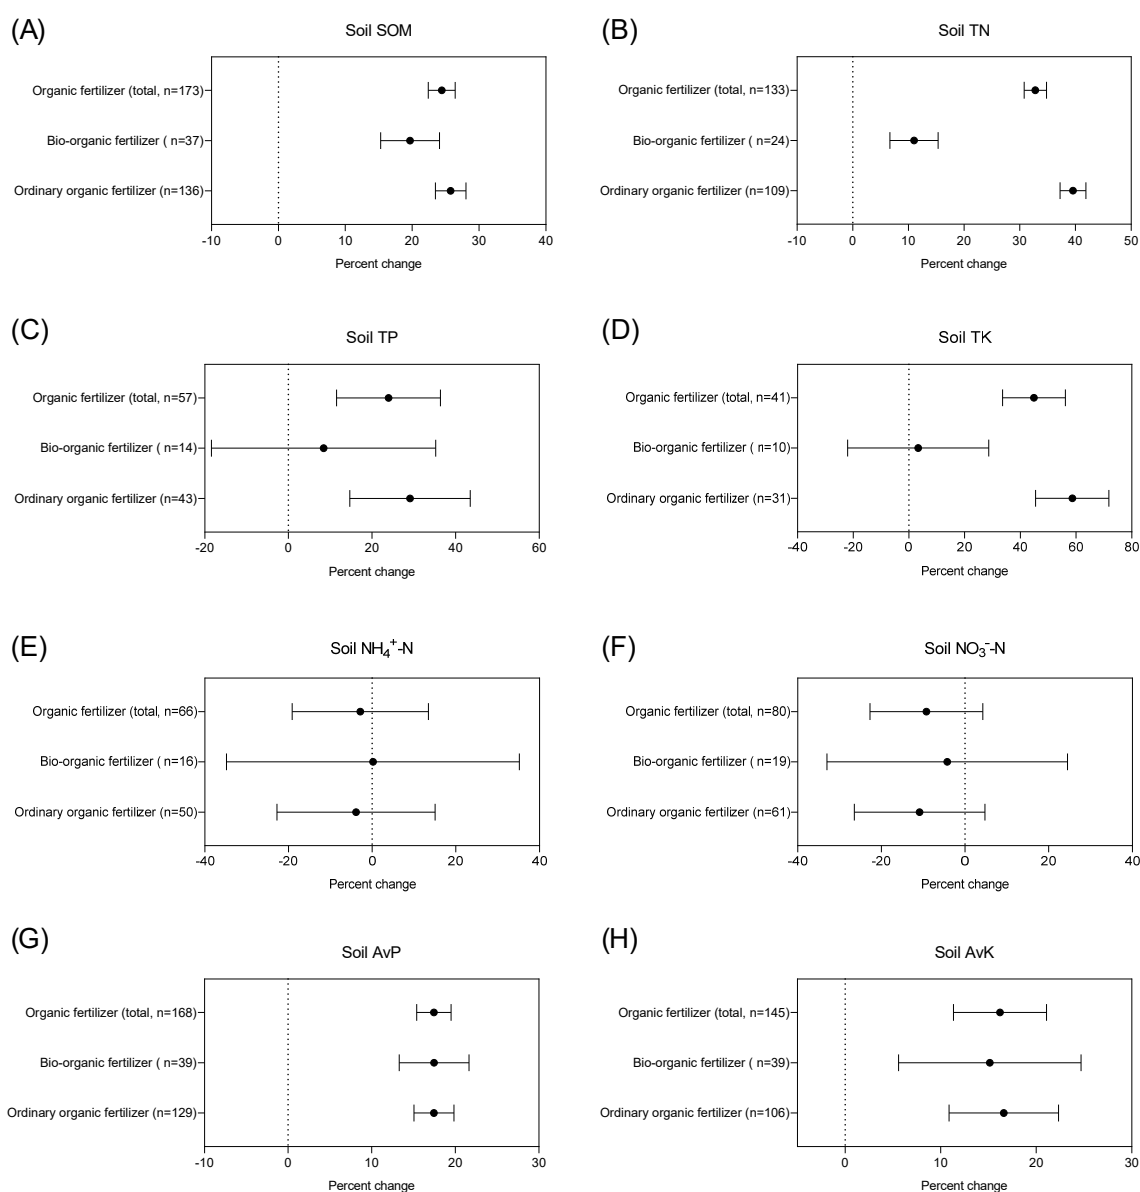 (A)
Soil SOM
Organic fertilizer (total, n=173)
Bio-organic fertilizer ( n=37)
Ordinary organic fertilizer (n=136)
-10 0 10 20 30 40
Percent change
(B)
Soil TN
Organic fertilizer (total, n=133)
Bio-organic fertilizer ( n=24)
Ordinary organic fertilizer (n=109)
-10 0 10 20 30 40 50
Percent change
(C)
Soil TP
Organic fertilizer (total, n=57)
Bio-organic fertilizer ( n=14)
Ordinary organic fertilizer (n=43)
-20 0 20 40 60
Percent change
(D)
Soil TK
Organic fertilizer (total, n=41)
Bio-organic fertilizer ( n=10)
Ordinary organic fertilizer (n=31)
-40 -20 0 20 40 60 80
Percent change
(E)
Soil NH₄⁺-N
Organic fertilizer (total, n=66)
Bio-organic fertilizer ( n=16)
Ordinary organic fertilizer (n=50)
-40 -20 0 20 40
Percent change
(F)
Soil NO₃⁻-N
Organic fertilizer (total, n=80)
Bio-organic fertilizer ( n=19)
Ordinary organic fertilizer (n=61)
-40 -20 0 20 40
Percent change
(G)
Soil AvP
Organic fertilizer (total, n=168)
Bio-organic fertilizer ( n=39)
Ordinary organic fertilizer (n=129)
-10 0 10 20 30
Percent change
(H)
Soil AvK
Organic fertilizer (total, n=145)
Bio-organic fertilizer ( n=39)
Ordinary organic fertilizer (n=106)
0 10 20 30
Percent change